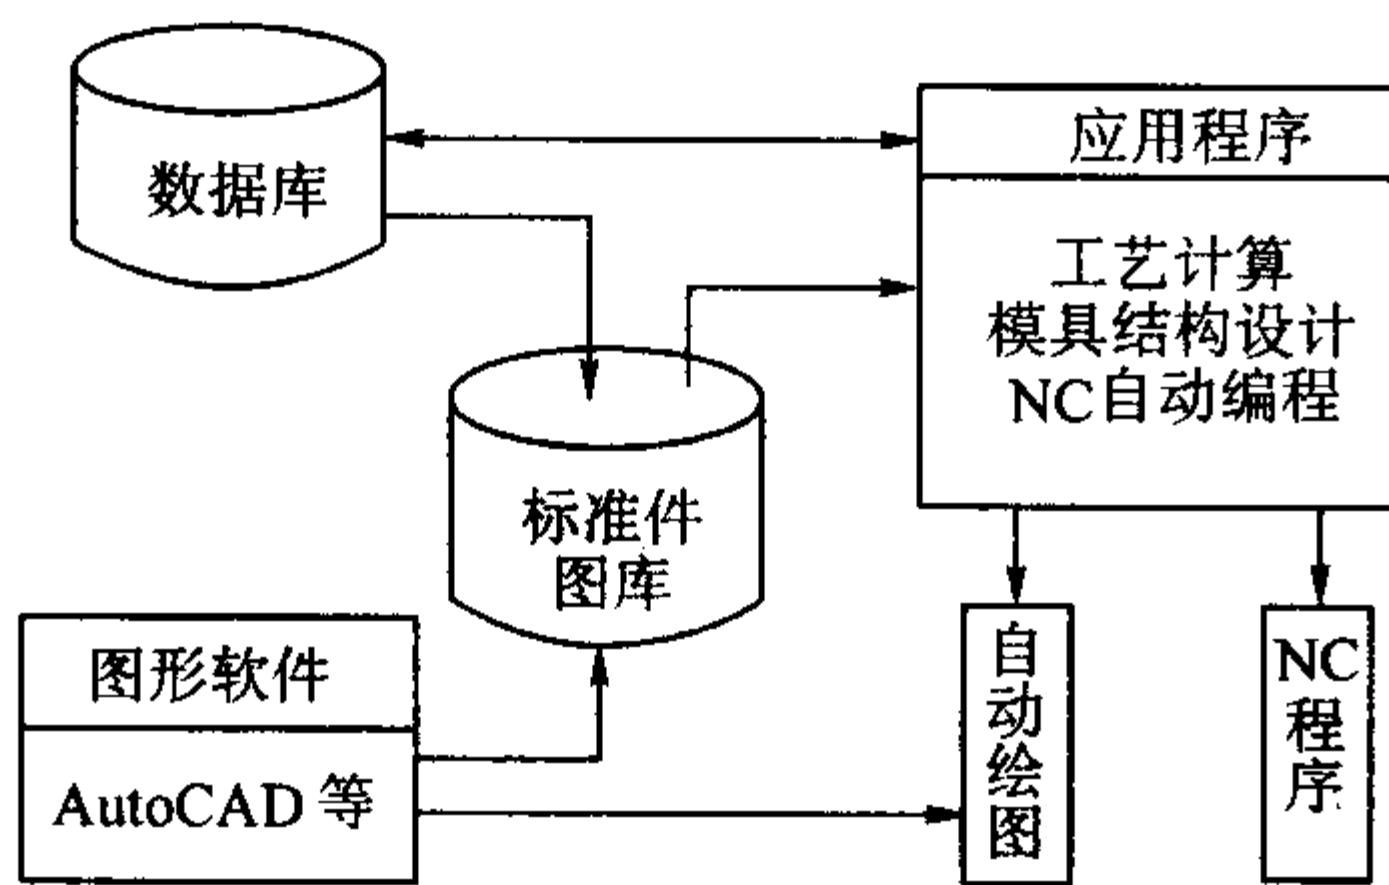 数据库
应用程序
工艺计算
模具结构设计
NC自动编程
标准件
图库
图形软件
AutoCAD 等
自
动
绘
图
NC
程
序